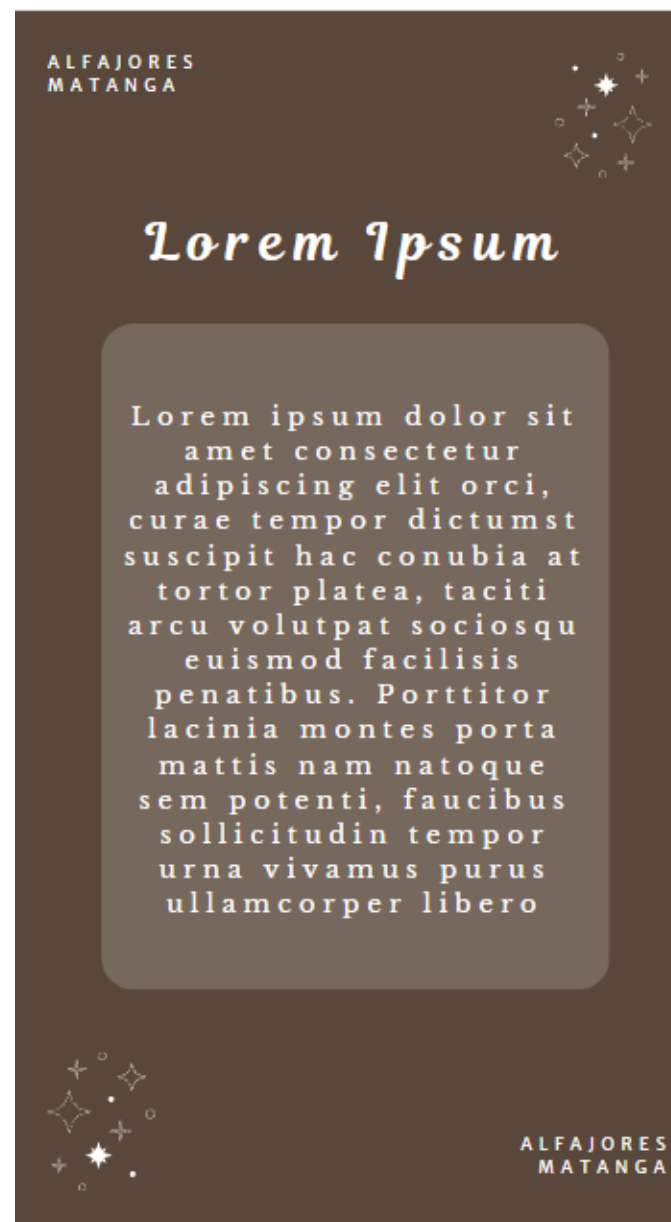 ALFAJORES
MATANGA
Lorem Ipsum
Lorem ipsum dolor sit
amet consectetur
adipiscing elit orci,
curae tempor dictumst
suscipit hac conubia at
tortor platea, taciti
arcu volutpat sociosqu
euismod facilisis
penatibus. Porttitor
lacinia montes porta
mattis nam natoque
sem potenti, faucibus
sollicitudin tempor
urna vivamus purus
ullamcorper libero
ALFAJORES
MATANGA